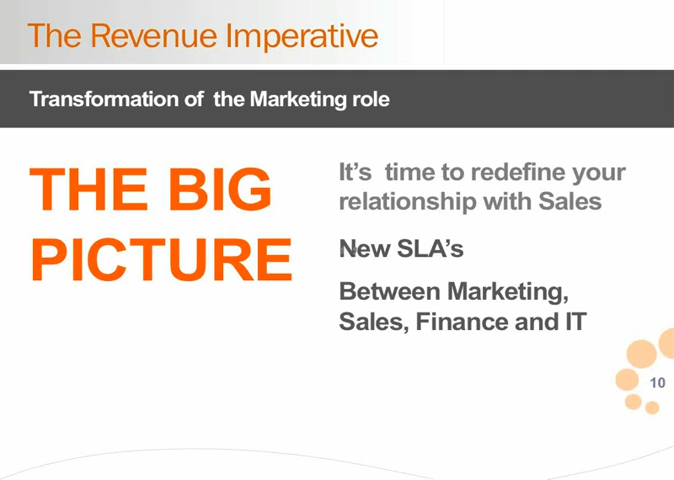 The Revenue Imperative
Transformation of the Marketing role
THE BIG
PICTURE
It's time to redefine your
relationship with Sales
New SLA's
Between Marketing,
Sales, Finance and IT
10